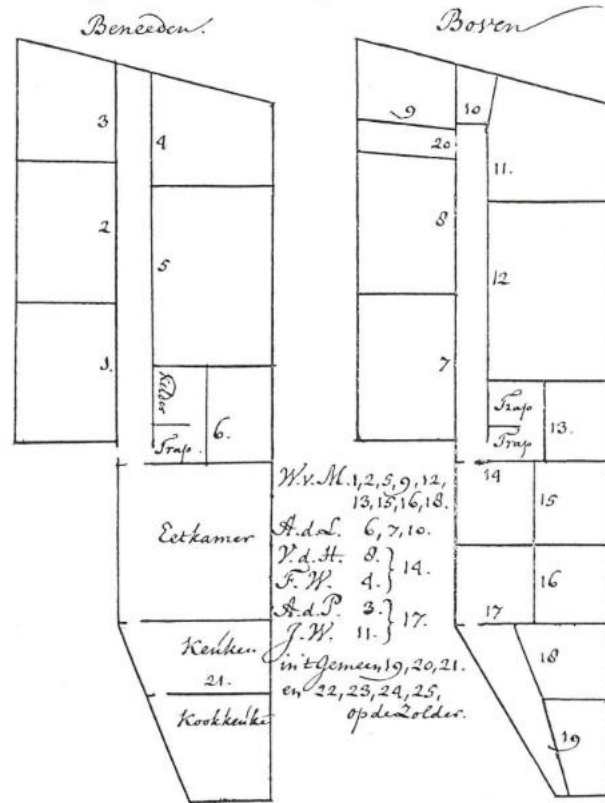 Beneeden.
3
4
2
5
1.
Kelder
Trap.
6.
Eetkamer
Keuken
21.
Kookkeuke
Boven
9
10
20
11.
8
12
7
Trap
Trap
13.
14
15
16
17
18
19
W.v.M. 1, 2, 5, 9, 12,
13, 15, 16, 18.
A.d.L. 6, 7, 10.
V.d.H. 8.
F.W. 4.
} 14.
A.d.P. 3.
J.W. 11.
} 17.
in't Gemeen 19, 20, 21.
en 22, 23, 24, 25,
op de Zolder.